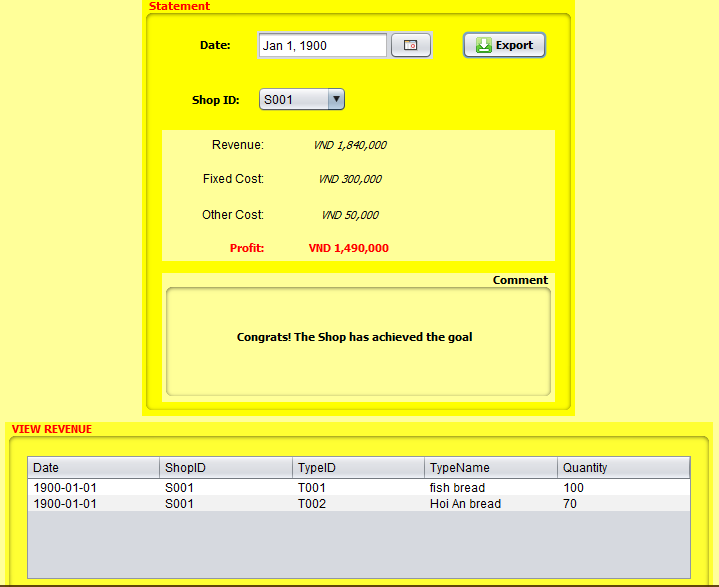 Statement
Date: Jan 1, 1900 Export
Shop ID: S001
Revenue: VND 1,840,000
Fixed Cost: VND 300,000
Other Cost: VND 50,000
Profit: VND 1,490,000
Comment
Congrats! The Shop has achieved the goal
VIEW REVENUE
Date ShopID TypeID TypeName Quantity
1900-01-01 S001 T001 fish bread 100
1900-01-01 S001 T002 Hoi An bread 70